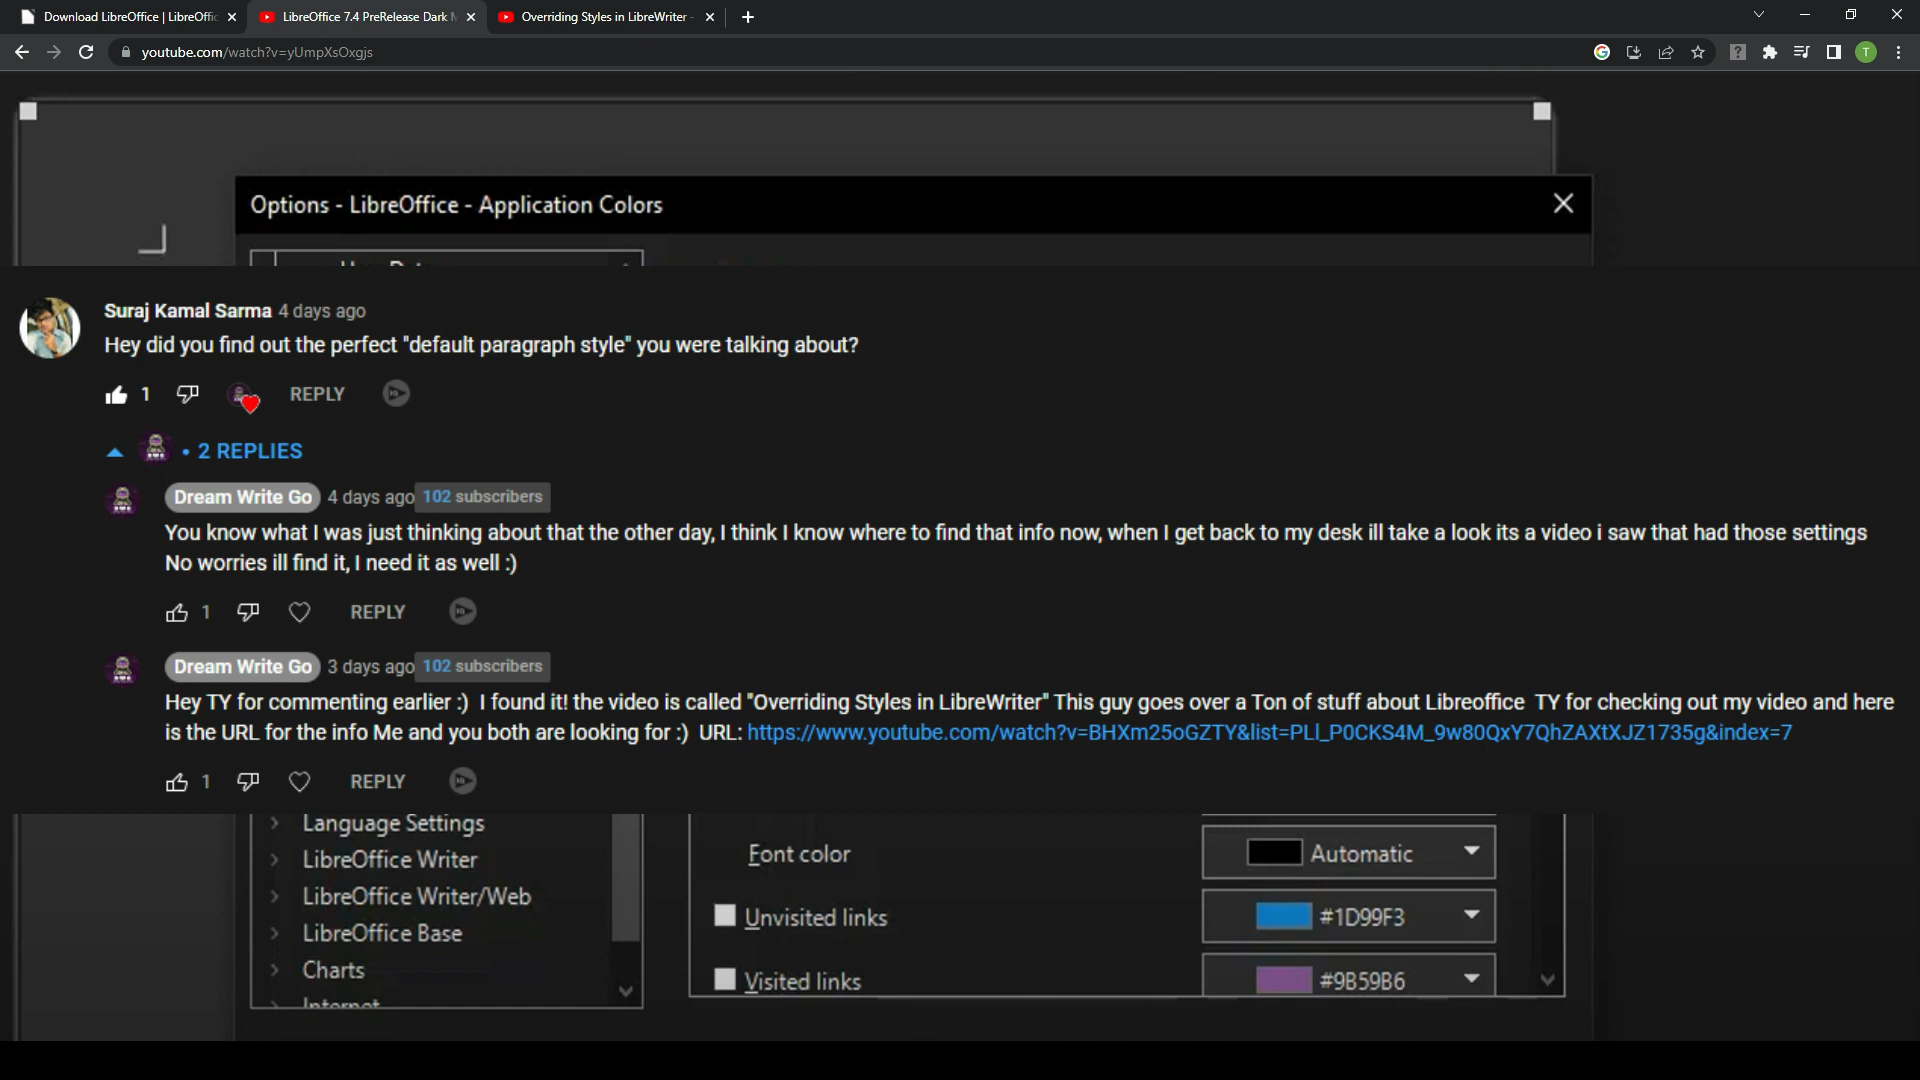 Download LibreOffice | LibreOffic
LibreOffice 7.4 PreRelease Dark M
Overriding Styles in LibreWriter -
youtube.com/watch?v=yUmpXsOxgjs
T
Options - LibreOffice - Application Colors
Suraj Kamal Sarma 4 days ago
Hey did you find out the perfect "default paragraph style" you were talking about?
1 REPLY
• 2 REPLIES
Dream Write Go 4 days ago 102 subscribers
You know what I was just thinking about that the other day, I think I know where to find that info now, when I get back to my desk ill take a look its a video i saw that had those settings
No worries ill find it, I need it as well :)
1 REPLY
Dream Write Go 3 days ago 102 subscribers
Hey TY for commenting earlier :) I found it! the video is called "Overriding Styles in LibreWriter" This guy goes over a Ton of stuff about Libreoffice TY for checking out my video and here
is the URL for the info Me and you both are looking for :) URL: https://www.youtube.com/watch?v=BHXm25oGZTY&list=PLl_P0CKS4M_9w80QxY7QhZAXtXJZ1735g&index=7
1 REPLY
Language Settings
LibreOffice Writer
LibreOffice Writer/Web
LibreOffice Base
Charts
Internet
Font color Automatic
Unvisited links #1D99F3
Visited links #9B59B6